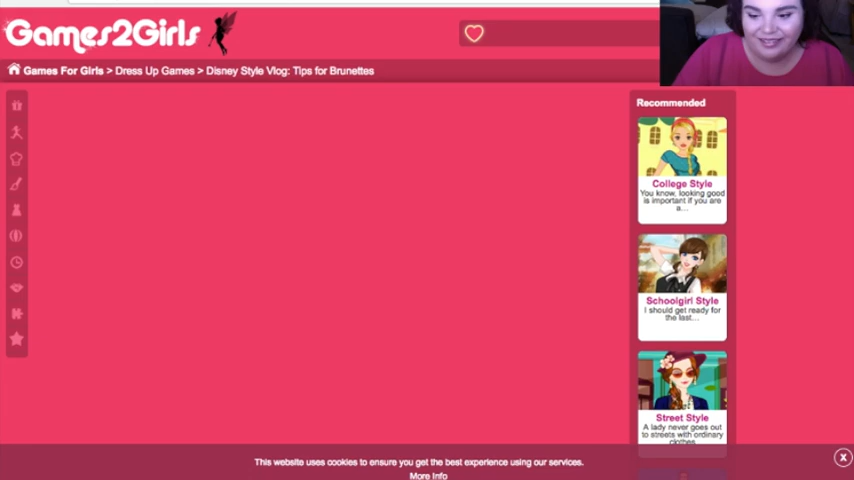 Games2Girls
Games For Girls > Dress Up Games > Disney Style Vlog: Tips for Brunettes
Recommended
College Style
You know, looking good
is important if you are
a...
Schoolgirl Style
I should get ready for
the last...
Street Style
A lady never goes out
to streets with ordinary
clothes
This website uses cookies to ensure you get the best experience using our services.
X
More Info